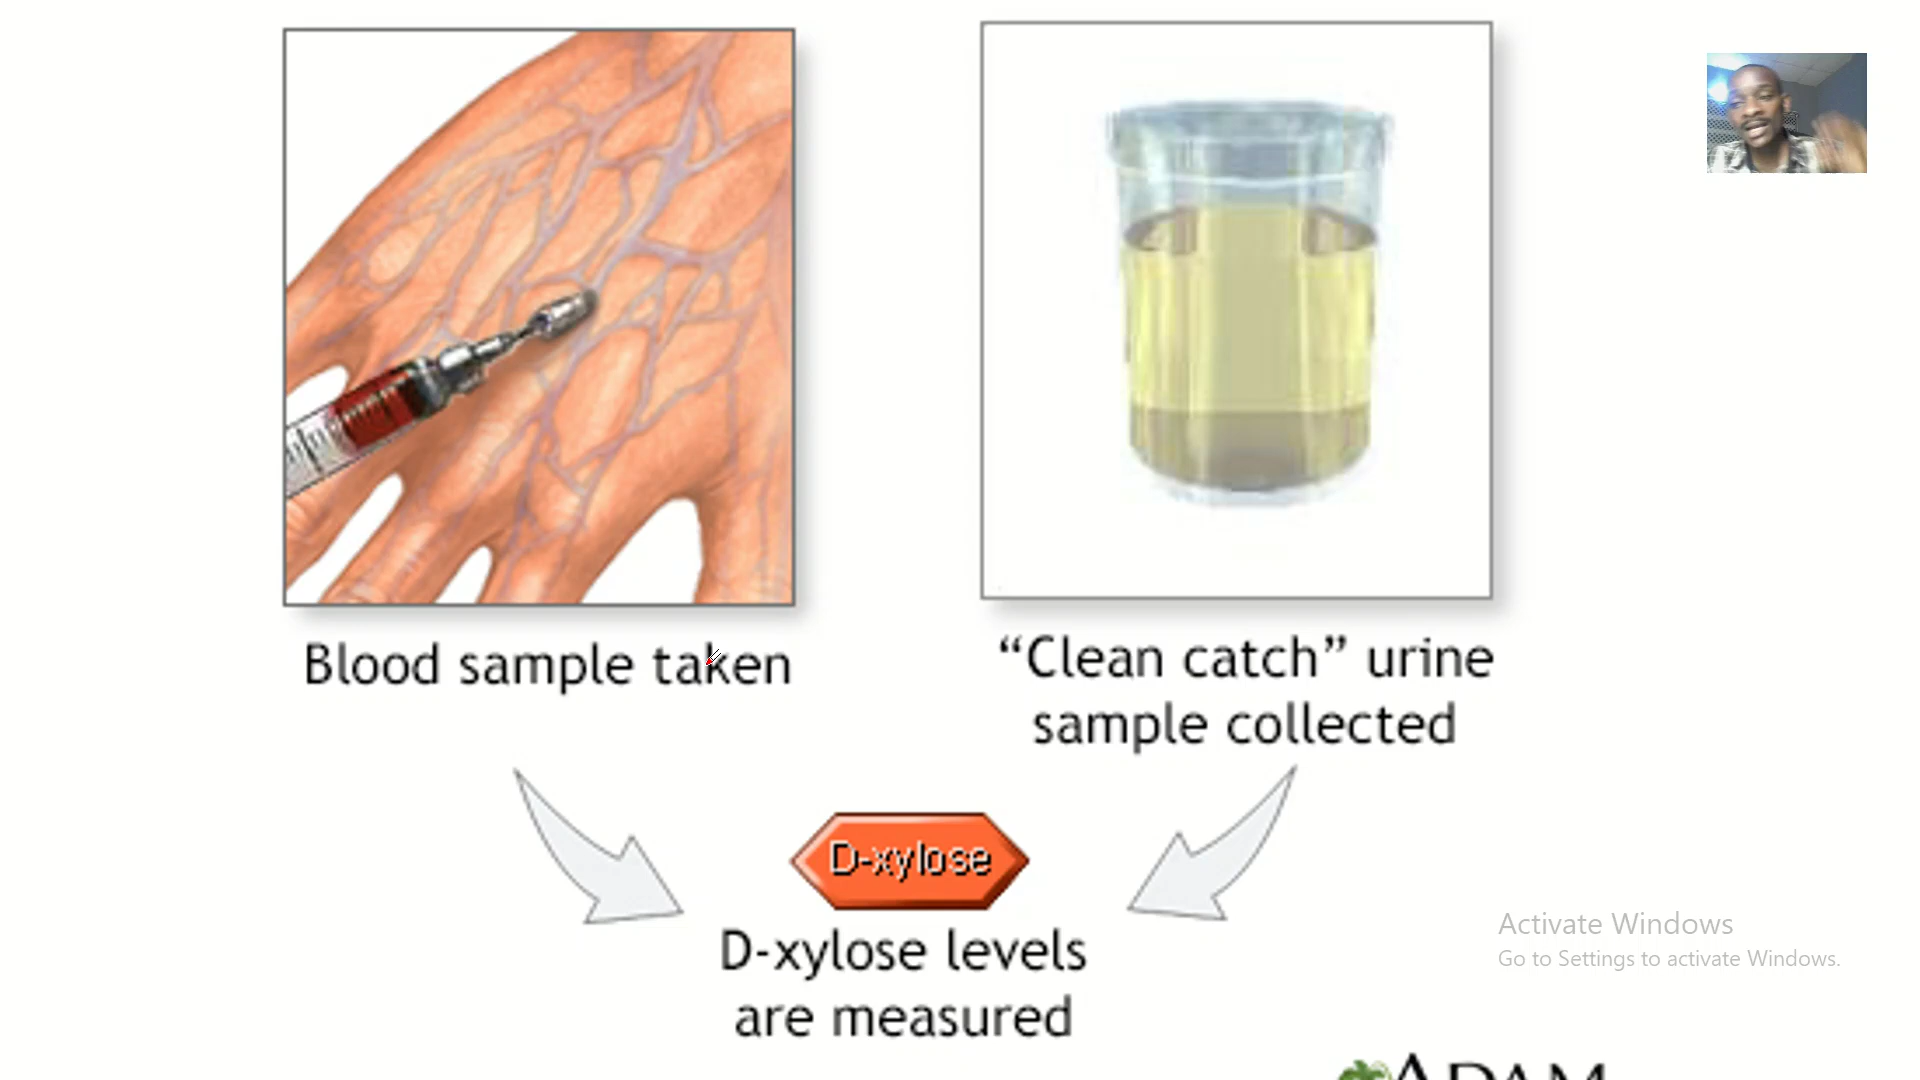 Blood sample taken
“Clean catch” urine
sample collected
D-xylose
D-xylose levels
are measured
Activate Windows
Go to Settings to activate Windows.
ADAM